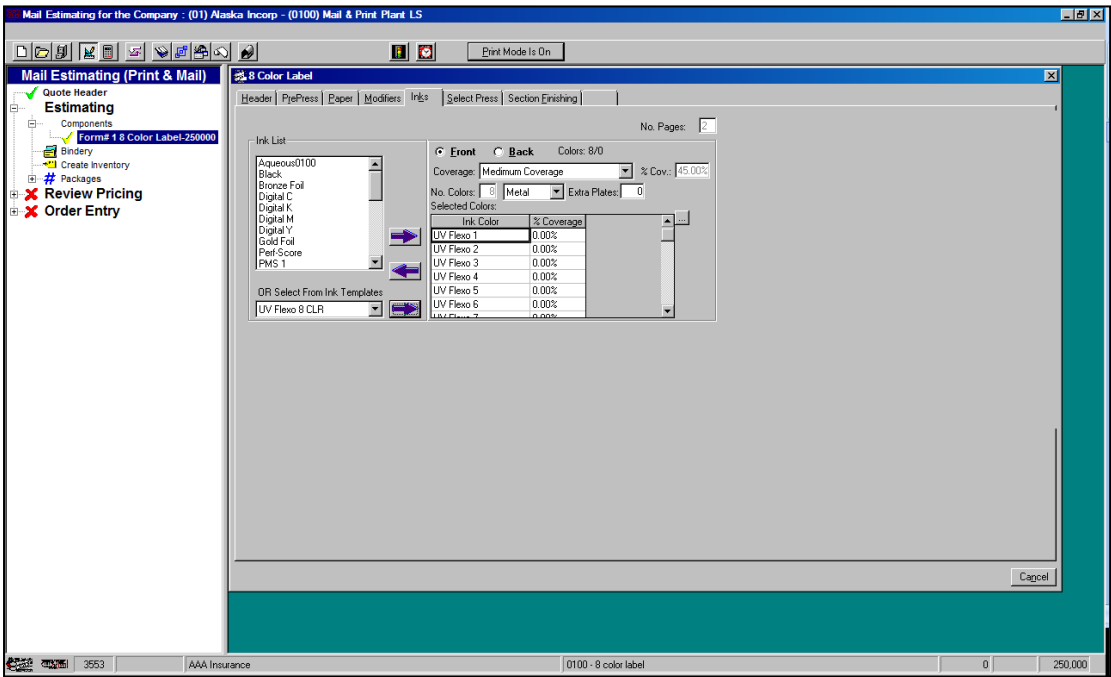 Mail Estimating for the Company : (01) Alaska Incorp - (0100) Mail & Print Plant LS
Print Mode Is On
Mail Estimating (Print & Mail)
Quote Header
Estimating
Components
Form# 1 8 Color Label-250000
Bindery
Create Inventory
# Packages
Review Pricing
Order Entry
8 Color Label
Header PrePress Paper Modifiers Inks Select Press Section Finishing
No. Pages: 2
Ink List
Aqueous0100
Black
Bronze Foil
Digital C
Digital K
Digital M
Digital Y
Gold Foil
Perf-Score
PMS 1
OR Select From Ink Templates
UV Flexo 8 CLR
Front Back Colors: 8/0
Coverage: Medimum Coverage % Cov.: 45.00%
No. Colors: 8 Metal Extra Plates: 0
Selected Colors:
...
Ink Color % Coverage
UV Flexo 1 0.00%
UV Flexo 2 0.00%
UV Flexo 3 0.00%
UV Flexo 4 0.00%
UV Flexo 5 0.00%
UV Flexo 6 0.00%
UV Flexo 7 0.00%
Cancel
3553 AAA Insurance 0100 - 8 color label 0 250,000